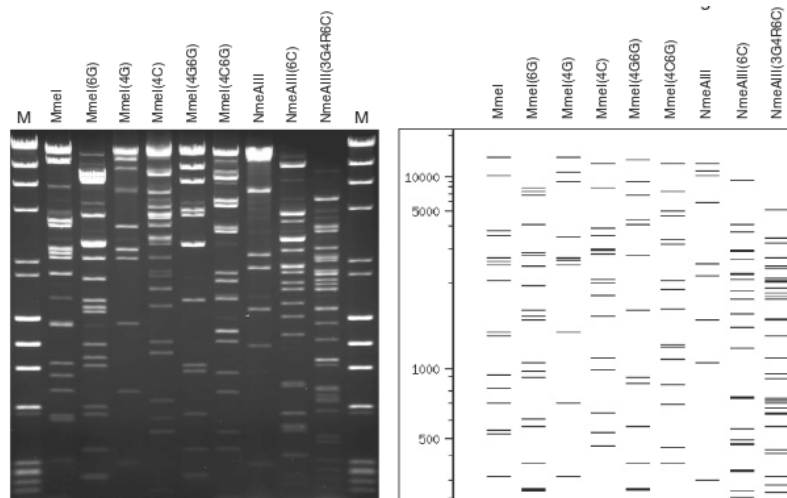 M
MmeI
MmeI(6G)
MmeI(4G)
MmeI(4C)
MmeI(4G6G)
MmeI(4C6G)
NmeAIII
NmeAIII(6C)
NmeAIII(3G4R6C)
M
MmeI
MmeI(6G)
MmeI(4G)
MmeI(4C)
MmeI(4G6G)
MmeI(4C6G)
NmeAIII
NmeAIII(6C)
NmeAIII(3G4R6C)
10000
5000
1000
500